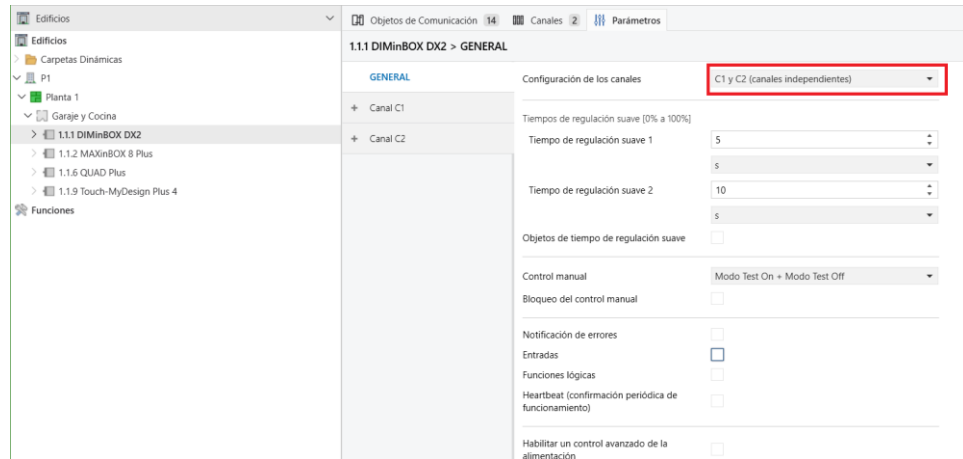 Edificios
Edificios
Carpetas Dinámicas
P1
Planta 1
Garaje y Cocina
1.1.1 DIMinBOX DX2
1.1.2 MAXinBOX 8 Plus
1.1.6 QUAD Plus
1.1.9 Touch-MyDesign Plus 4
Funciones
Objetos de Comunicación 14 Canales 2 Parámetros
1.1.1 DIMinBOX DX2 > GENERAL
GENERAL
+ Canal C1
+ Canal C2
Configuración de los canales C1 y C2 (canales independientes)
Tiempos de regulación suave [0% a 100%]
Tiempo de regulación suave 1 5
s
Tiempo de regulación suave 2 10
s
Objetos de tiempo de regulación suave
Control manual Modo Test On + Modo Test Off
Bloqueo del control manual
Notificación de errores
Entradas
Funciones lógicas
Heartbeat (confirmación periódica de
funcionamiento)
Habilitar un control avanzado de la
alimentación